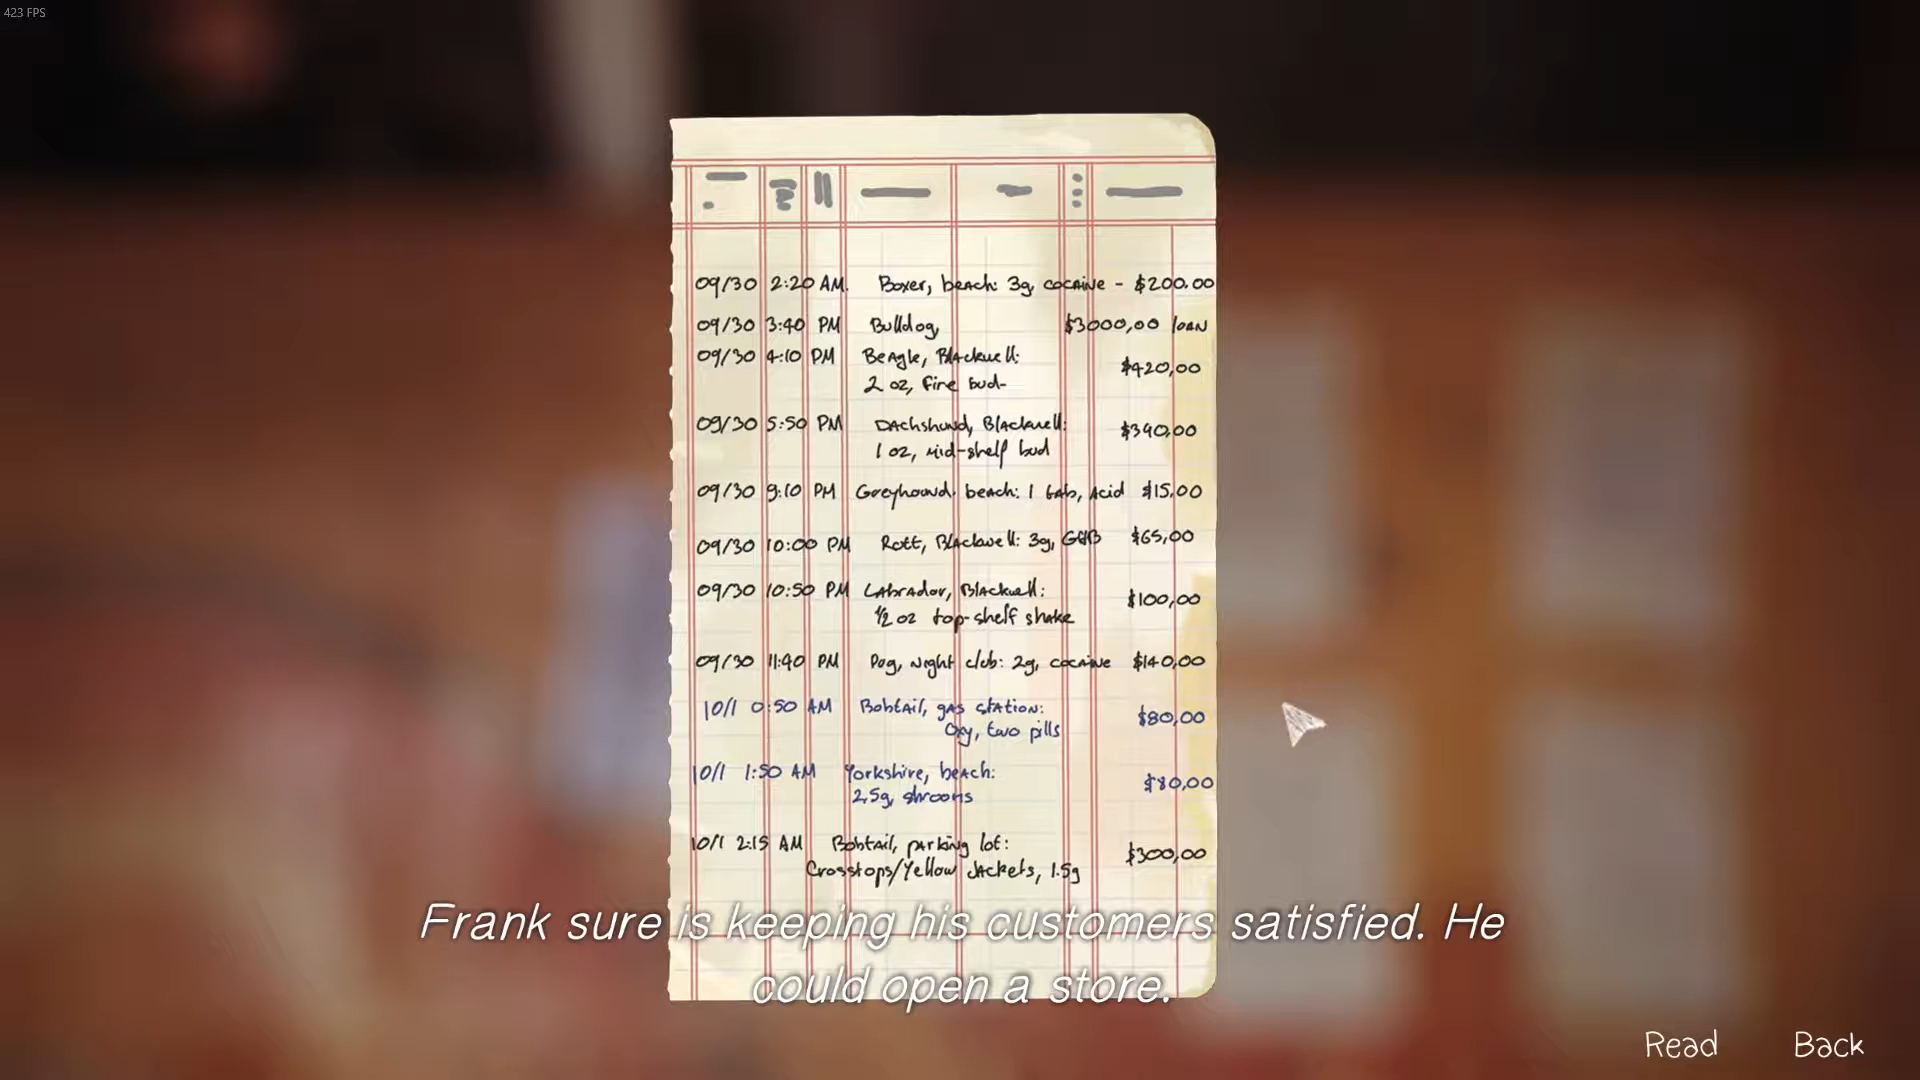 423 FPS
09/30 2:20 AM. Boxer, beach: 3g, cocaine - $200.00
09/30 3:40 PM Bulldog, $3000,00 loan
09/30 4:10 PM Beagle, Blackwell:
2 oz, fine bud- $420,00
09/30 5:50 PM Dachshund, Blackwell:
1 oz, mid-shelf bud $340,00
09/30 9:10 PM Greyhound, beach: 1 tab, acid $15,00
09/30 10:00 PM Rott, Blackwell: 3g, GHB $65,00
09/30 10:50 PM Labrador, Blackwell:
1/2 oz top-shelf shake $100,00
09/30 11:40 PM Pug, night club: 2g, cocaine $140,00
10/1 0:50 AM Bobtail, gas station:
Oxy, two pills $80,00
10/1 1:50 AM Yorkshire, beach:
2,5g, shrooms $80,00
10/1 2:15 AM Bobtail, parking lot:
Crosstops/Yellow Jackets, 1.5g $300,00
Frank sure is keeping his customers satisfied. He
could open a store.
Read Back